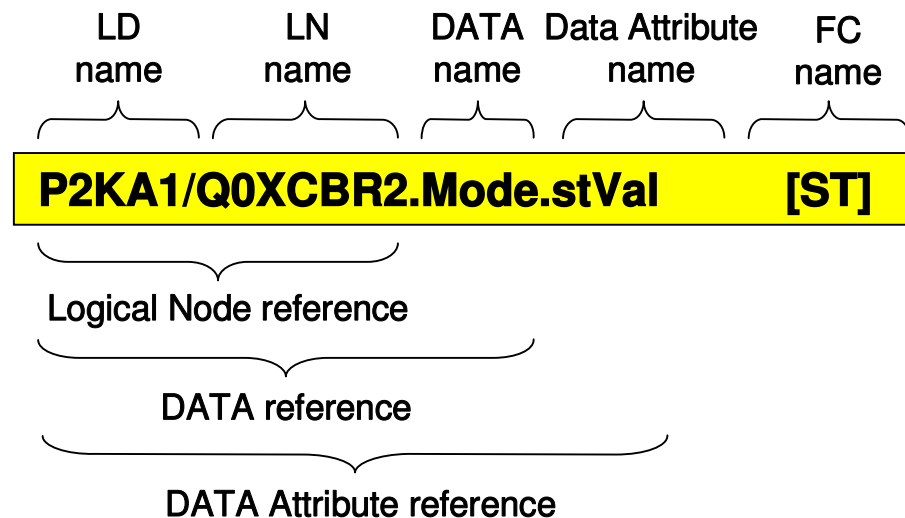 LD name LN name DATA name Data Attribute name FC name
P2KA1/Q0XCBR2.Mode.stVal [ST]
Logical Node reference
DATA reference
DATA Attribute reference